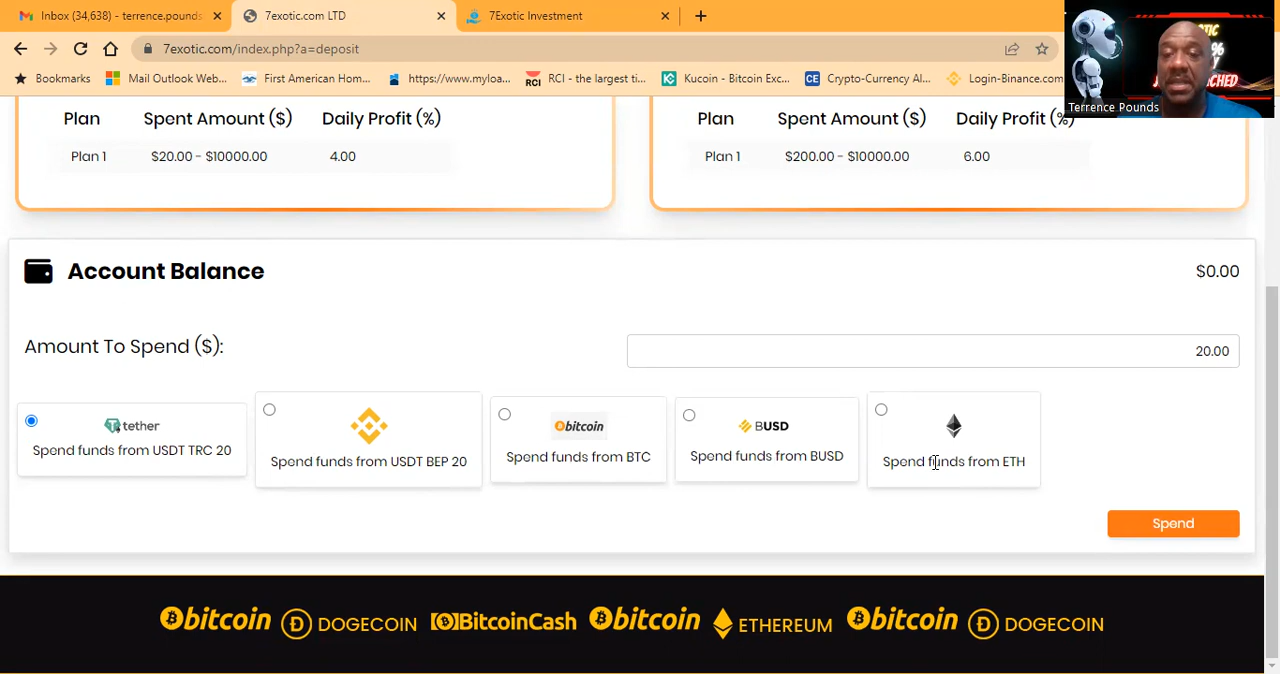 Inbox (34,638) - terrence.pounds
7exotic.com LTD
7Exotic Investment
7exotic.com/index.php?a=deposit
Bookmarks
Mail Outlook Web...
First American Hom...
https://www.myloa...
RCI - the largest ti...
Kucoin - Bitcoin Exc...
Crypto-Currency Al...
Login-Binance.com
Terrence Pounds
Plan Spent Amount ($) Daily Profit (%)
Plan 1 $20.00 - $10000.00 4.00
Plan Spent Amount ($) Daily Profit (%)
Plan 1 $200.00 - $10000.00 6.00
Account Balance
$0.00
Amount To Spend ($):
20.00
tether
Spend funds from USDT TRC 20
Spend funds from USDT BEP 20
bitcoin
Spend funds from BTC
BUSD
Spend funds from BUSD
Spend funds from ETH
Spend
bitcoin DOGECOIN BitcoinCash bitcoin ETHEREUM bitcoin DOGECOIN